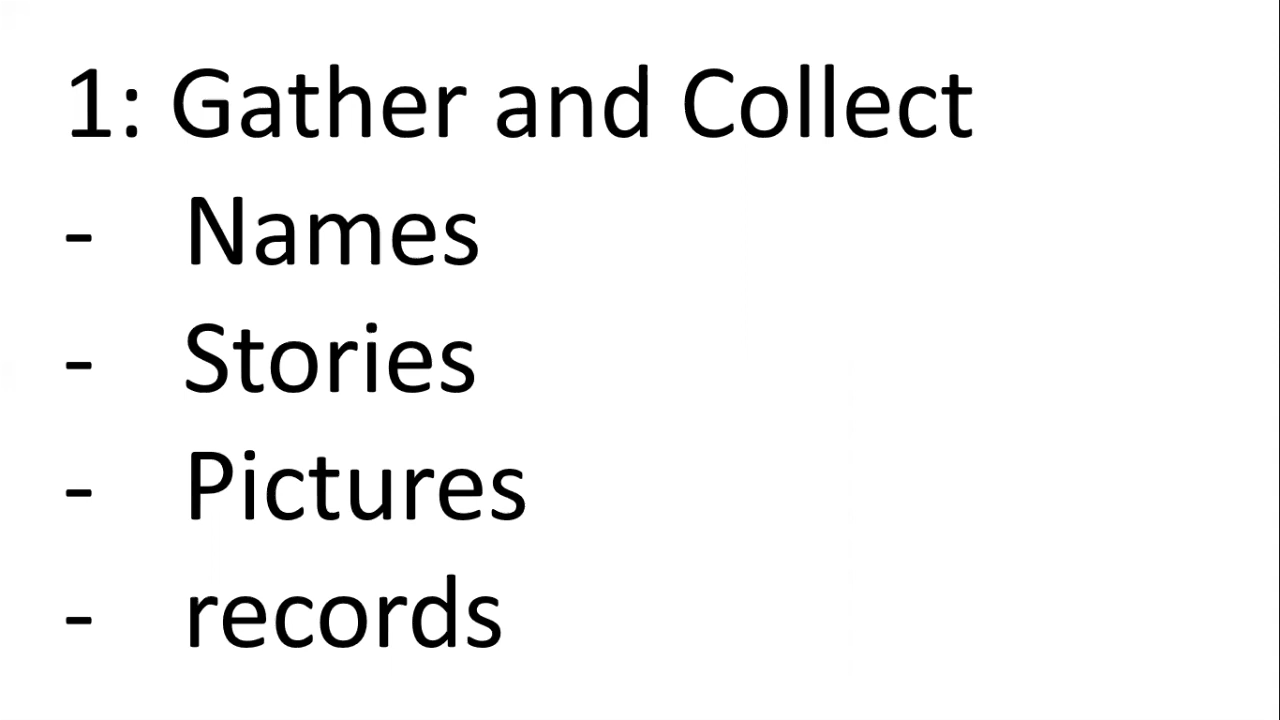 1: Gather and Collect
- Names
- Stories
- Pictures
- records